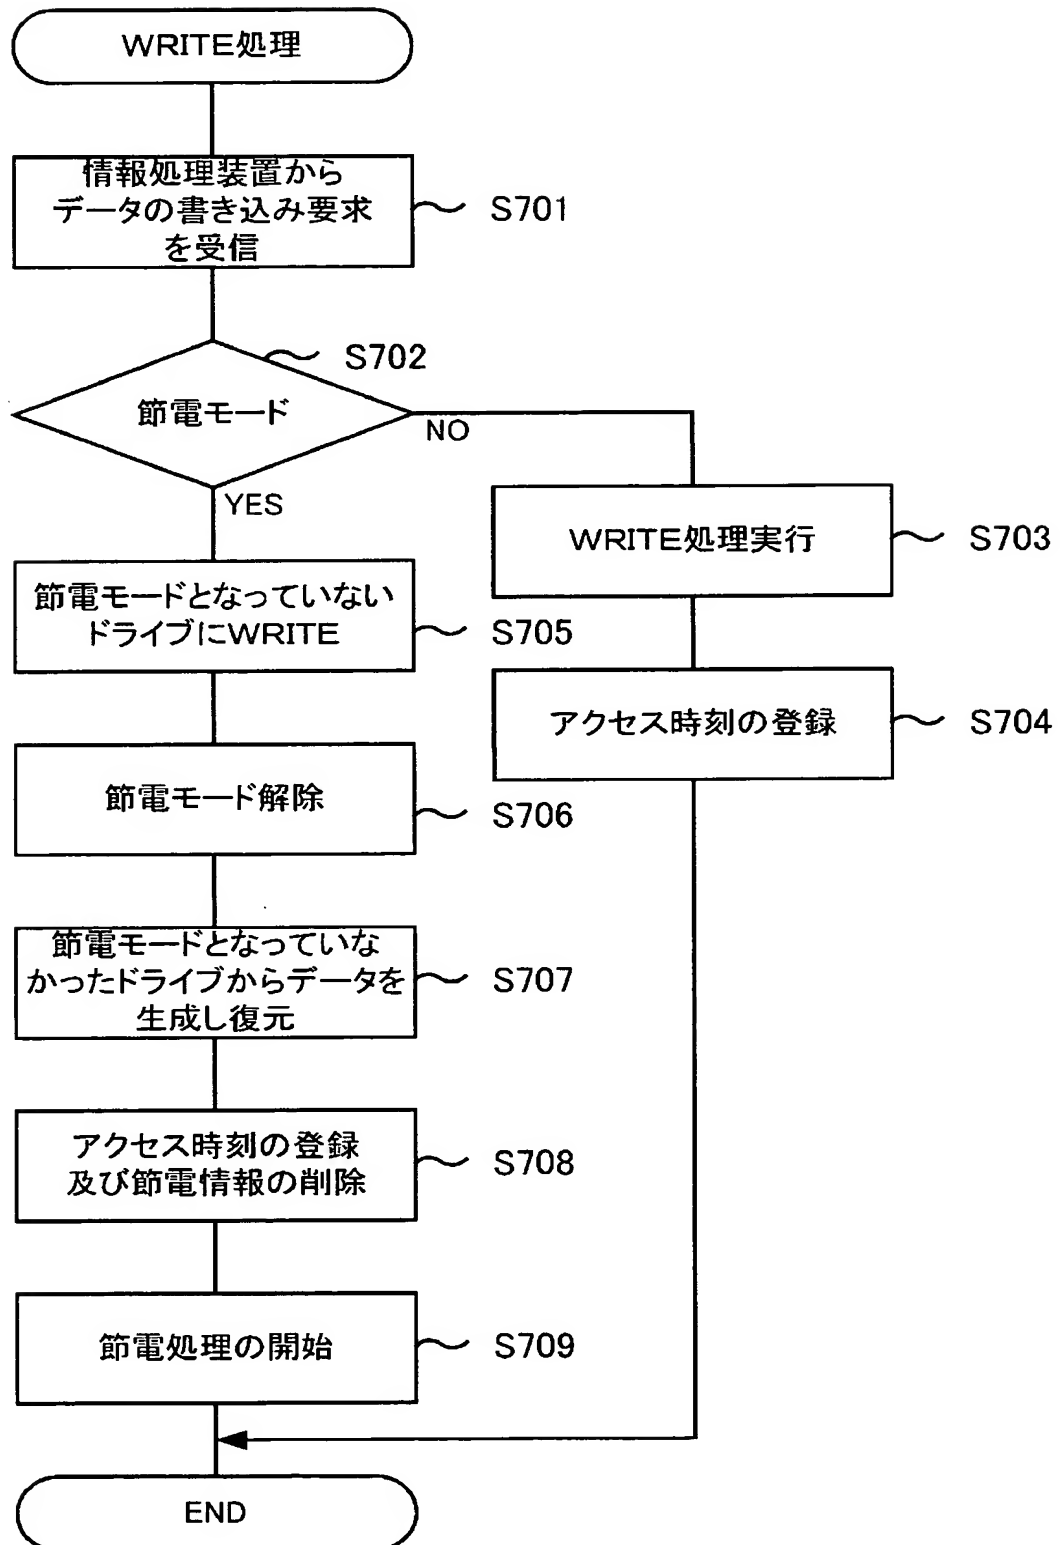 WRITE処理
情報処理装置から
データの書き込み要求
を受信
S701
S702
節電モード
NO
YES
WRITE処理実行
S703
節電モードとなっていない
ドライブにWRITE
S705
アクセス時刻の登録
S704
節電モード解除
S706
節電モードとなっていな
かったドライブからデータを
生成し復元
S707
アクセス時刻の登録
及び節電情報の削除
S708
節電処理の開始
S709
END